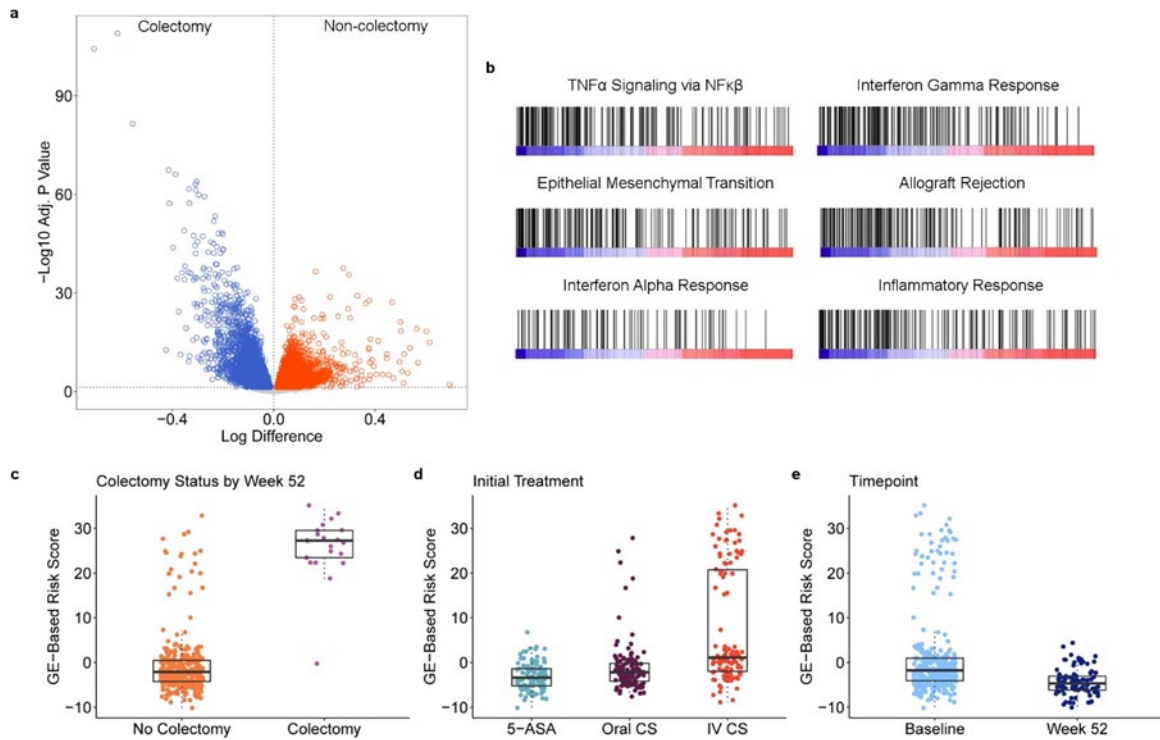 a
Colectomy
Non-colectomy
90
60
30
0
−Log10 Adj. P Value
−0.4
0.0
0.4
Log Difference
b
TNFα Signaling via NFκβ
Interferon Gamma Response
Epithelial Mesenchymal Transition
Allograft Rejection
Interferon Alpha Response
Inflammatory Response
c
Colectomy Status by Week 52
GE−Based Risk Score
30
20
10
0
−10
No Colectomy
Colectomy
d
Initial Treatment
GE−Based Risk Score
30
20
10
0
−10
5−ASA
Oral CS
IV CS
e
Timepoint
GE−Based Risk Score
30
20
10
0
−10
Baseline
Week 52